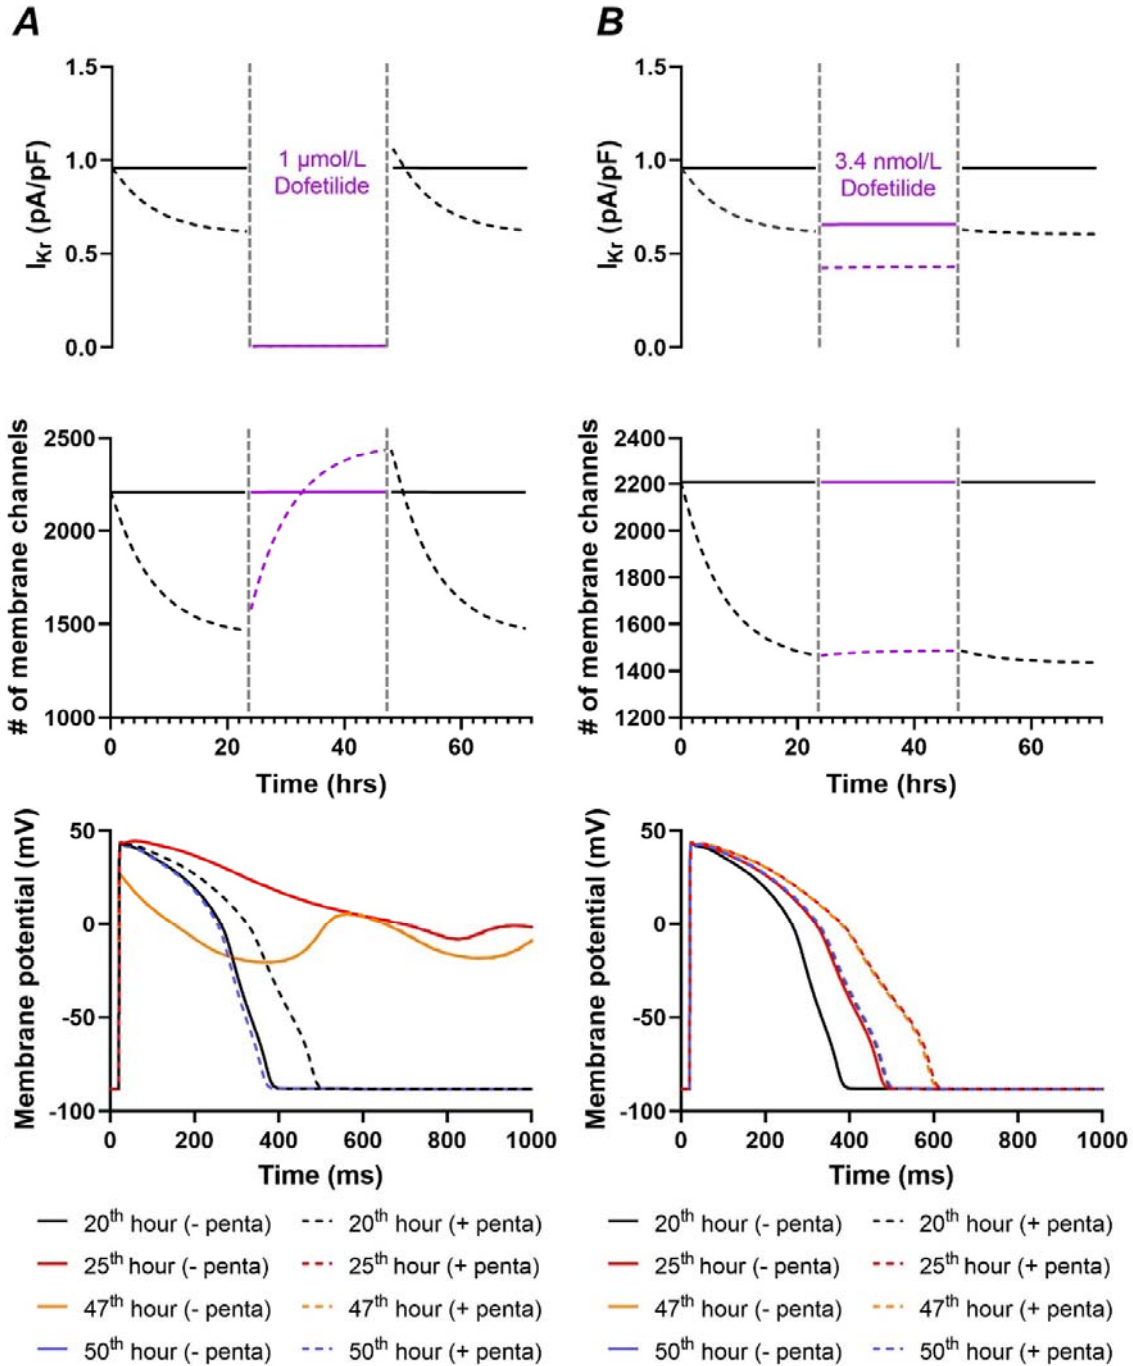 A
B
1.5
1.0
0.5
0.0
I_Kr (pA/pF)
1 µmol/L
Dofetilide
1.5
1.0
0.5
0.0
I_Kr (pA/pF)
3.4 nmol/L
Dofetilide
2500
2000
1500
1000
# of membrane channels
0 20 40 60
Time (hrs)
2400
2200
2000
1800
1600
1400
1200
# of membrane channels
0 20 40 60
Time (hrs)
50
0
-50
-100
Membrane potential (mV)
0 200 400 600 800 1000
Time (ms)
50
0
-50
-100
Membrane potential (mV)
0 200 400 600 800 1000
Time (ms)
20th hour (- penta) 20th hour (+ penta)
25th hour (- penta) 25th hour (+ penta)
47th hour (- penta) 47th hour (+ penta)
50th hour (- penta) 50th hour (+ penta)
20th hour (- penta) 20th hour (+ penta)
25th hour (- penta) 25th hour (+ penta)
47th hour (- penta) 47th hour (+ penta)
50th hour (- penta) 50th hour (+ penta)